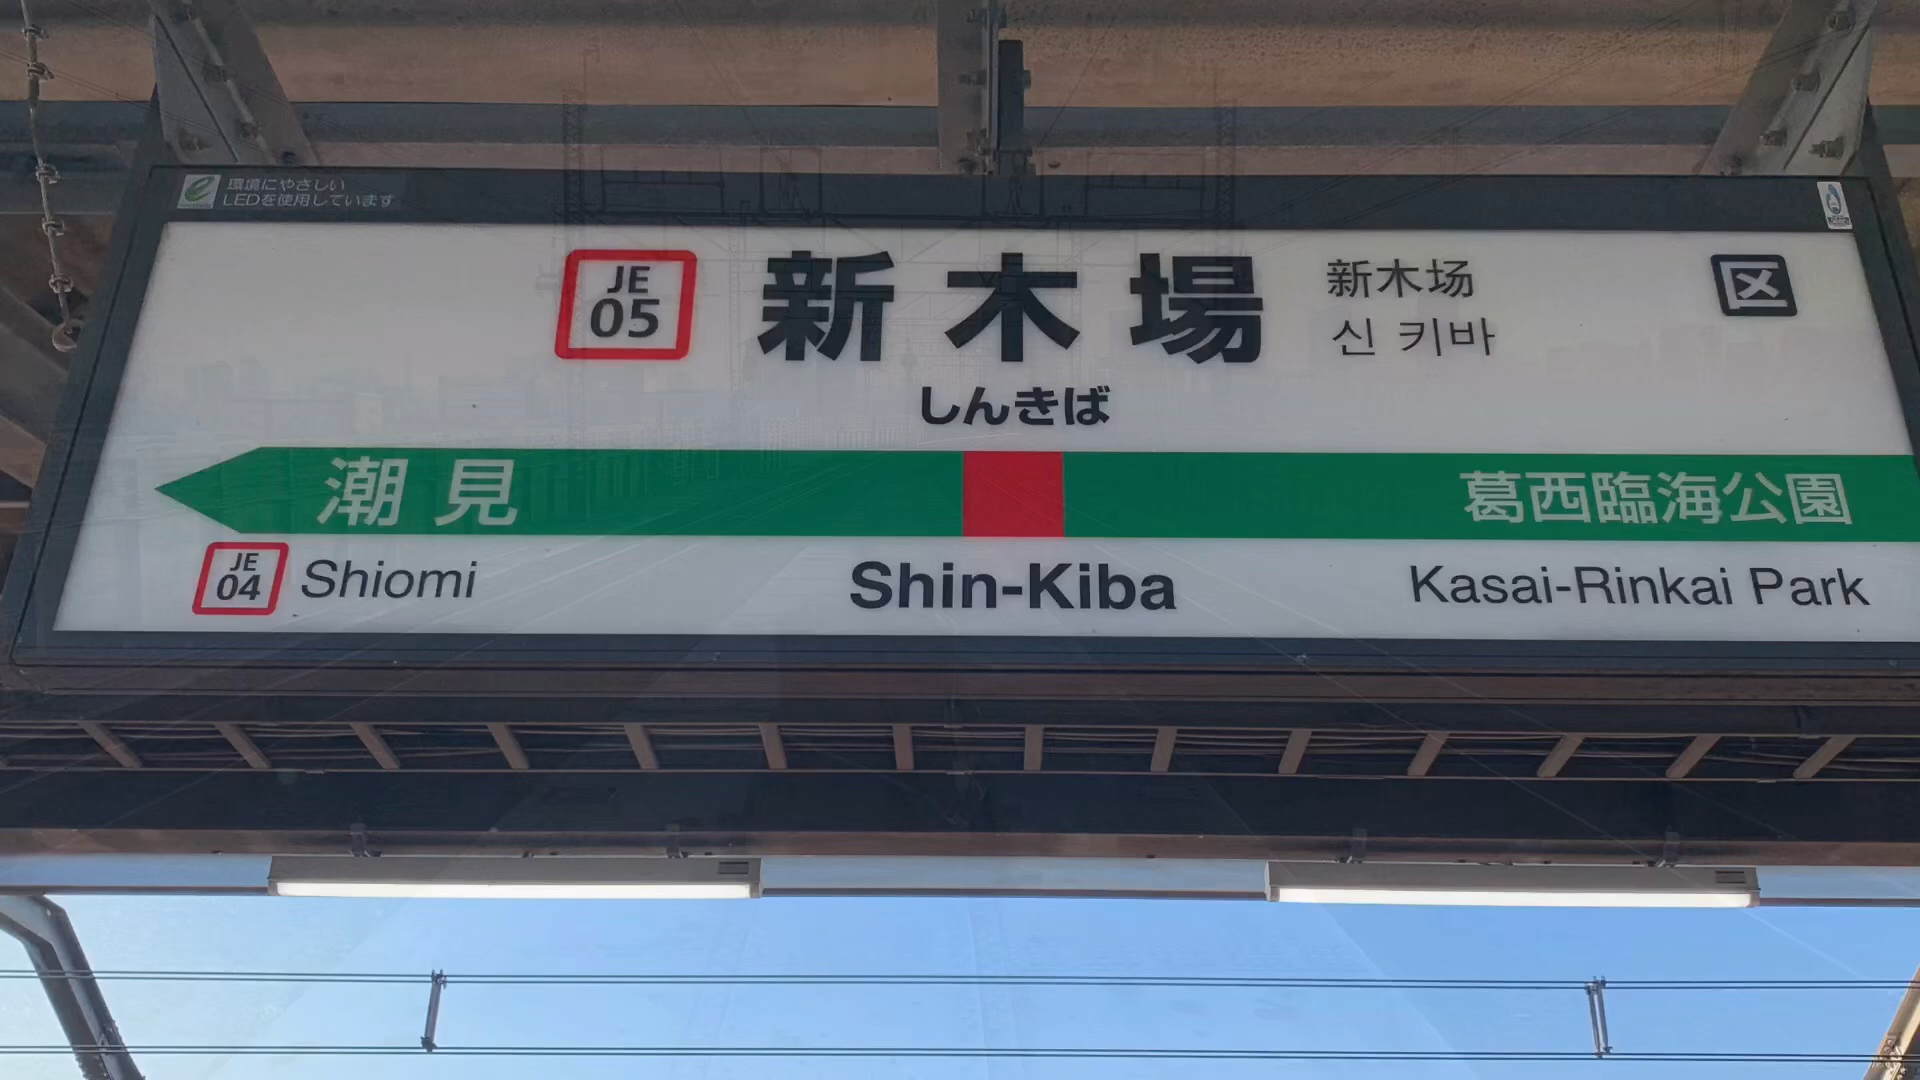 環境にやさしい
LEDを使用しています
JE
05
新木場
新木场
신 키바
区
しんきば
潮見
葛西臨海公園
JE
04
Shiomi
Shin-Kiba
Kasai-Rinkai Park